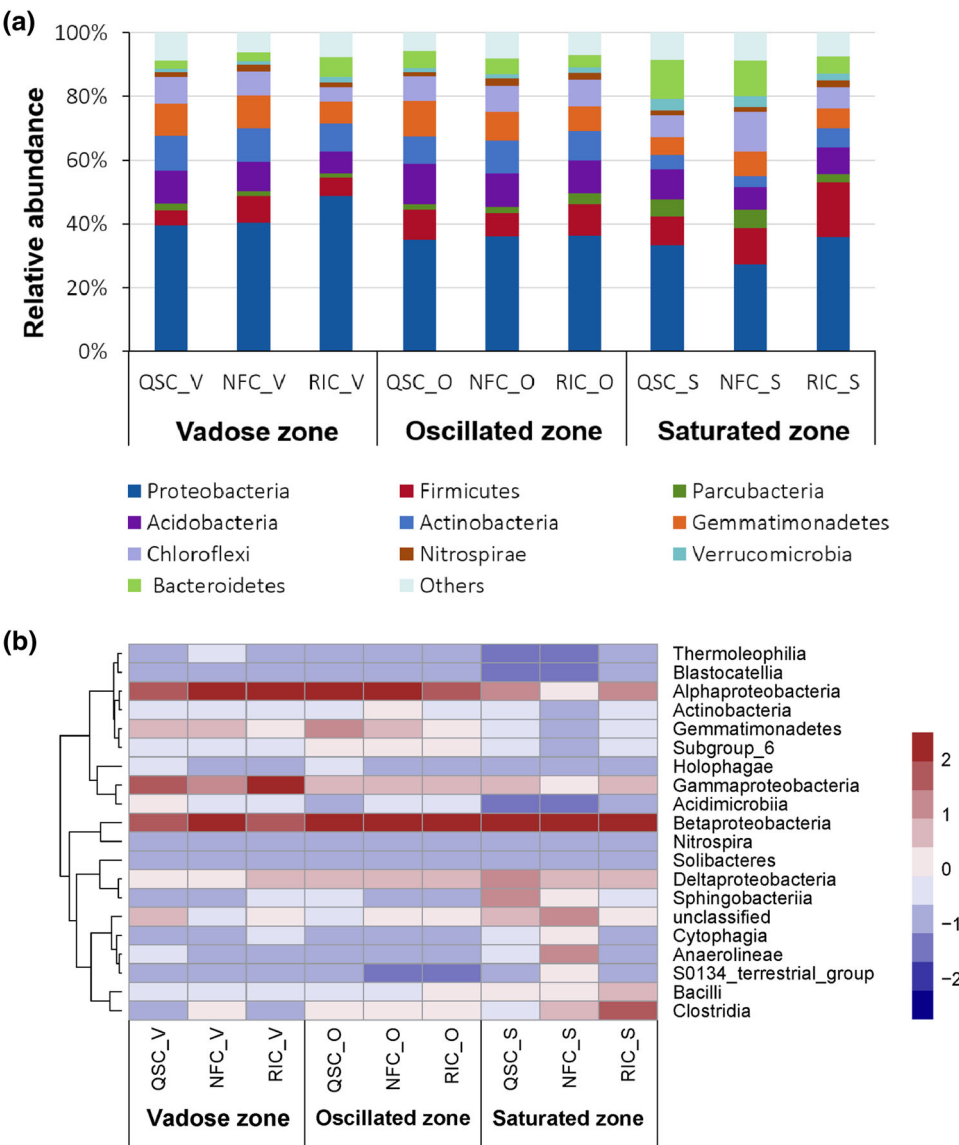 (a)
Relative abundance
100%
80%
60%
40%
20%
0%
QSC_V NFC_V RIC_V QSC_O NFC_O RIC_O QSC_S NFC_S RIC_S
Vadose zone Oscillated zone Saturated zone
Proteobacteria Firmicutes Parcubacteria
Acidobacteria Actinobacteria Gemmatimonadetes
Chloroflexi Nitrospirae Verrucomicrobia
Bacteroidetes Others
(b)
Thermoleophilia
Blastocatellia
Alphaproteobacteria
Actinobacteria
Gemmatimonadetes
Subgroup_6
Holophagae
Gammaproteobacteria
Acidimicrobiia
Betaproteobacteria
Nitrospira
Solibacteres
Deltaproteobacteria
Sphingobacteriia
unclassified
Cytophagia
Anaerolineae
S0134_terrestrial_group
Bacilli
Clostridia
2
1
0
−1
−2
QSC_V NFC_V RIC_V QSC_O NFC_O RIC_O QSC_S NFC_S RIC_S
Vadose zone Oscillated zone Saturated zone